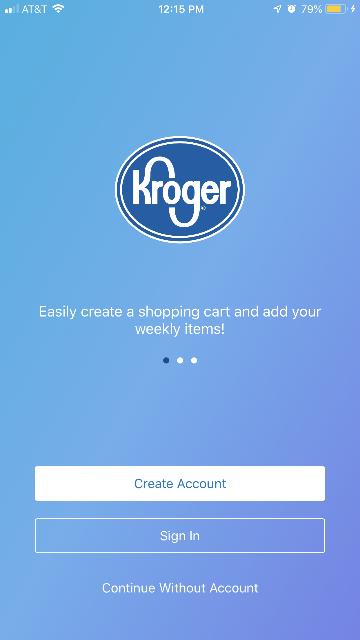 AT&T 12:15 PM 79%
Kroger
Easily create a shopping cart and add your
weekly items!
Create Account
Sign In
Continue Without Account